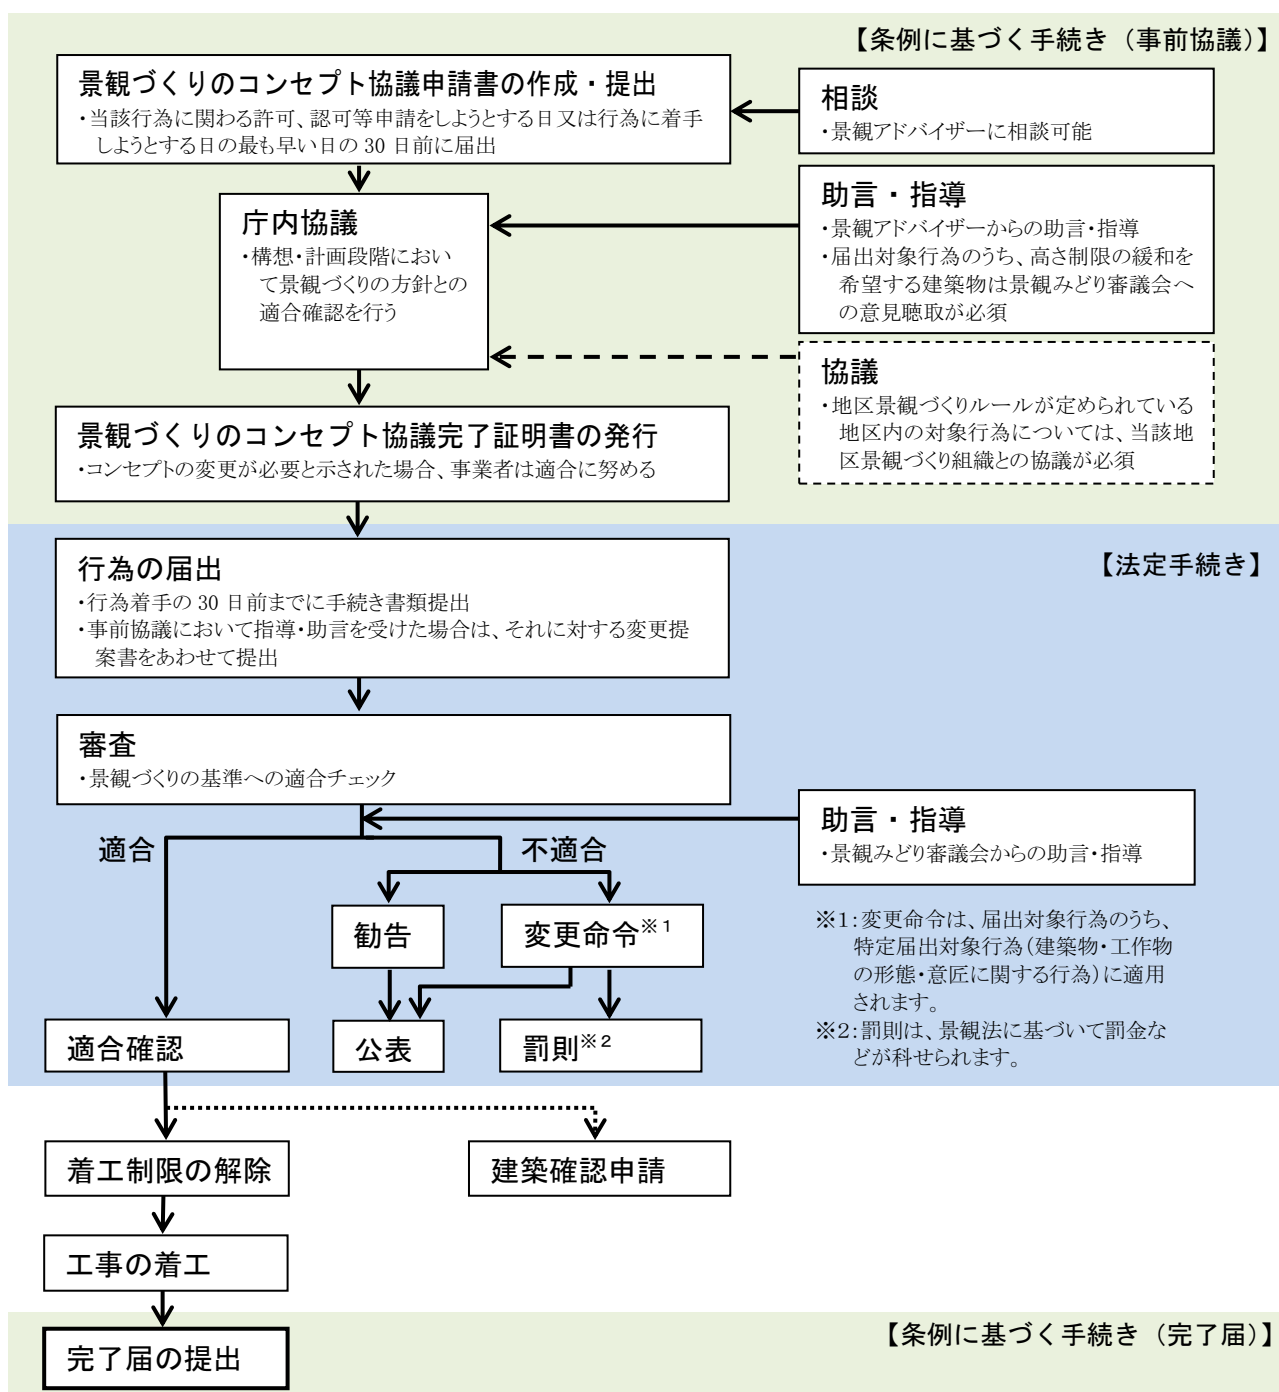 【条例に基づく手続き（事前協議）】
景観づくりのコンセプト協議申請書の作成・提出
・当該行為に関わる許可、認可等申請をしようとする日又は行為に着手
しようとする日の最も早い日の 30 日前に届出
相談
・景観アドバイザーに相談可能
庁内協議
・構想・計画段階におい
て景観づくりの方針との
適合確認を行う
助言・指導
・景観アドバイザーからの助言・指導
・届出対象行為のうち、高さ制限の緩和を
希望する建築物は景観みどり審議会へ
の意見聴取が必須
協議
・地区景観づくりルールが定められている
地区内の対象行為については、当該地
区景観づくり組織との協議が必須
景観づくりのコンセプト協議完了証明書の発行
・コンセプトの変更が必要と示された場合、事業者は適合に努める
【法定手続き】
行為の届出
・行為着手の 30 日前までに手続き書類提出
・事前協議において指導・助言を受けた場合は、それに対する変更提
案書をあわせて提出
審査
・景観づくりの基準への適合チェック
助言・指導
・景観みどり審議会からの助言・指導
適合
不適合
勧告
変更命令※１
※１：変更命令は、届出対象行為のうち、
特定届出対象行為（建築物・工作物
の形態・意匠に関する行為）に適用
されます。
※２：罰則は、景観法に基づいて罰金な
どが科せられます。
適合確認
公表
罰則※２
着工制限の解除
建築確認申請
工事の着工
【条例に基づく手続き（完了届）】
完了届の提出